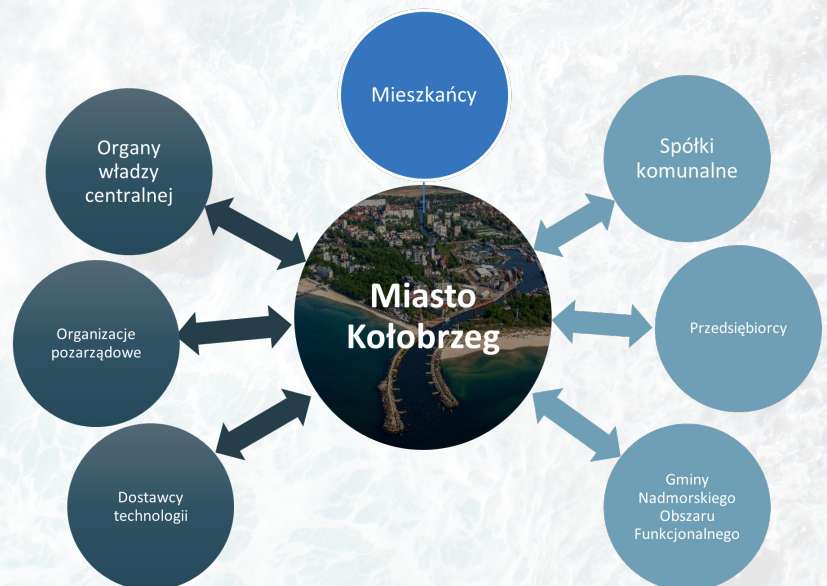 Mieszkańcy
Organy
władzy
centralnej
Spółki
komunalne
Miasto
Kołobrzeg
Organizacje
pozarządowe
Przedsiębiorcy
Dostawcy
technologii
Gminy
Nadmorskiego
Obszaru
Funkcjonalnego